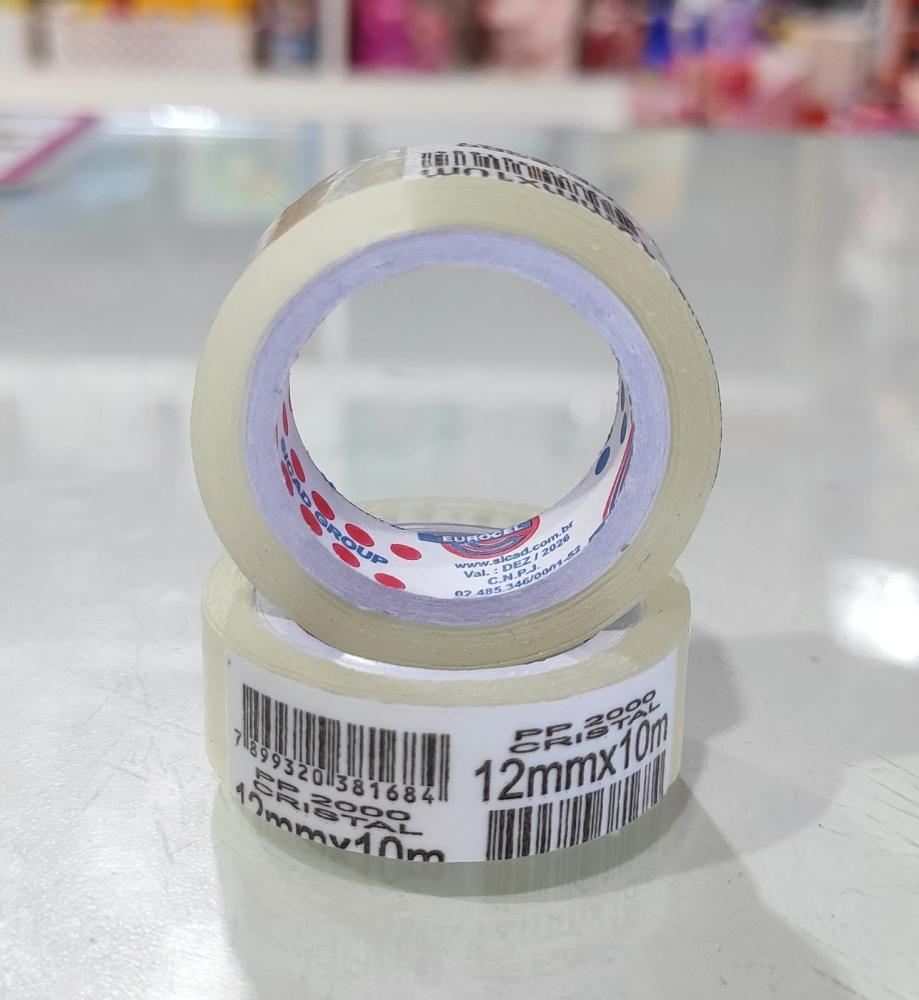 SICAD GROUP
EUROCEL
www.sicad.com.br
Val. : DEZ / 2026
C.N.P.J.
02.485.346/0001-52
7 899320 381684
PP 2000
CRISTAL
12mmx10m
PP 2000
CRISTAL
12mmx10m